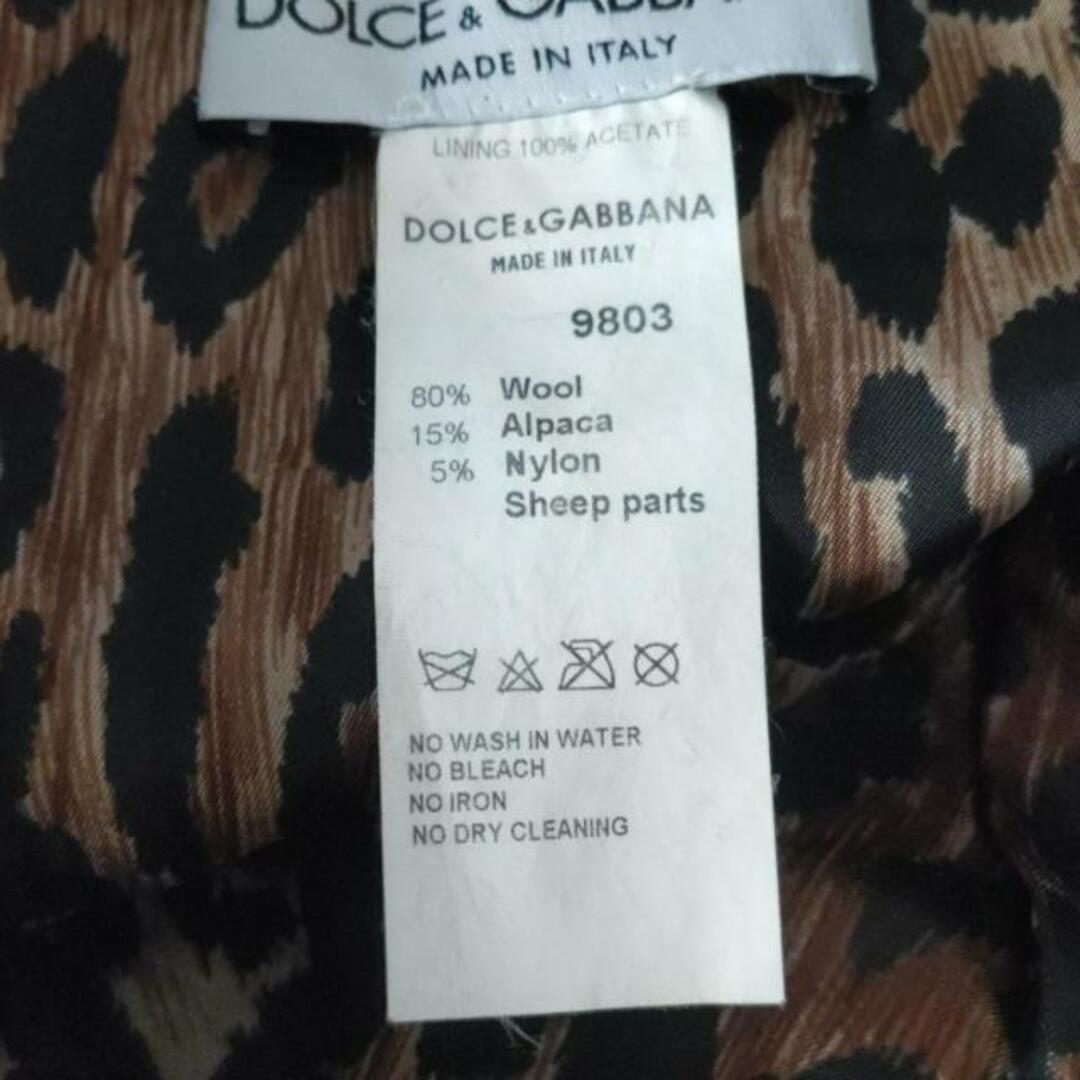 DOLCE &
MADE IN ITALY
LINING 100% ACETATE
DOLCE & GABBANA
MADE IN ITALY
9803
80% Wool
15% Alpaca
5% Nylon
Sheep parts
NO WASH IN WATER
NO BLEACH
NO IRON
NO DRY CLEANING